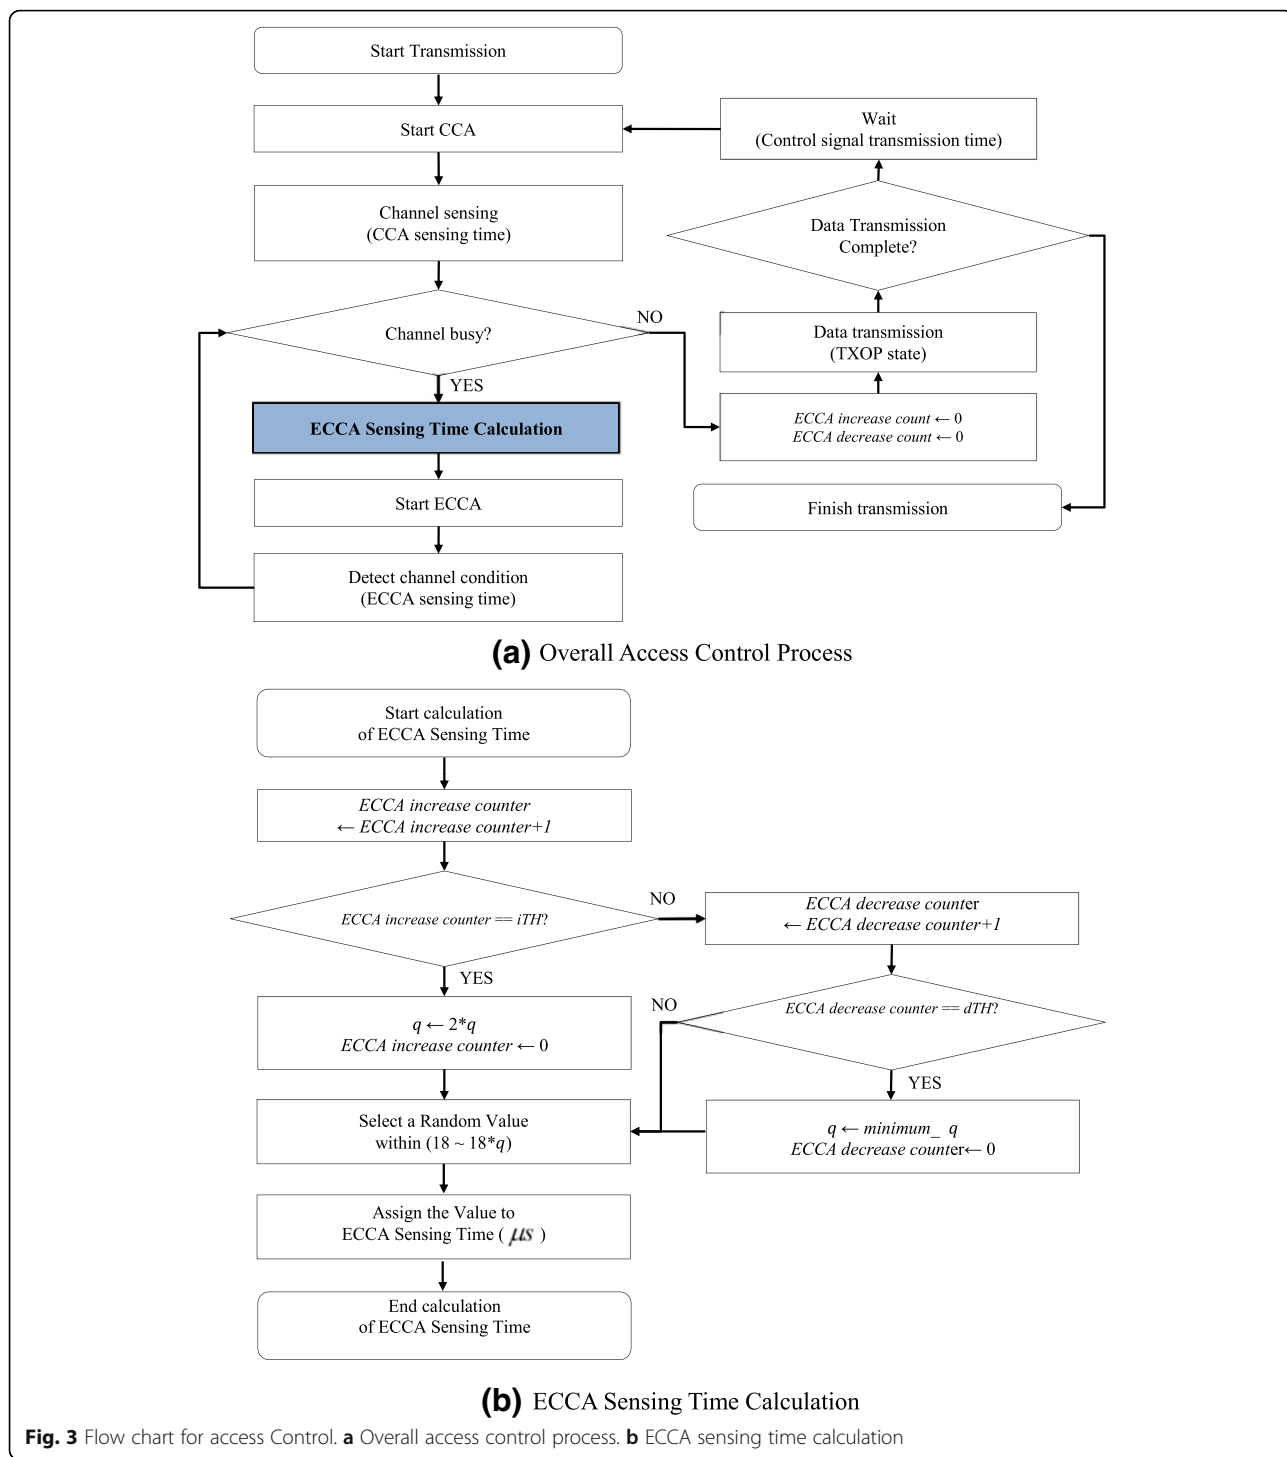 Start Transmission
Start CCA
Channel sensing
(CCA sensing time)
Channel busy?
NO
YES
ECCA Sensing Time Calculation
Start ECCA
Detect channel condition
(ECCA sensing time)
Wait
(Control signal transmission time)
Data Transmission
Complete?
Data transmission
(TXOP state)
ECCA increase count ← 0
ECCA decrease count ← 0
Finish transmission
(a) Overall Access Control Process
Start calculation
of ECCA Sensing Time
ECCA increase counter
← ECCA increase counter+1
ECCA increase counter == iTH?
NO
YES
ECCA decrease counter
← ECCA decrease counter+1
ECCA decrease counter == dTH?
NO
YES
q ← 2*q
ECCA increase counter ← 0
q ← minimum_ q
ECCA decrease counter← 0
Select a Random Value
within (18 ~ 18*q)
Assign the Value to
ECCA Sensing Time ( μs )
End calculation
of ECCA Sensing Time
(b) ECCA Sensing Time Calculation
Fig. 3 Flow chart for access Control. a Overall access control process. b ECCA sensing time calculation